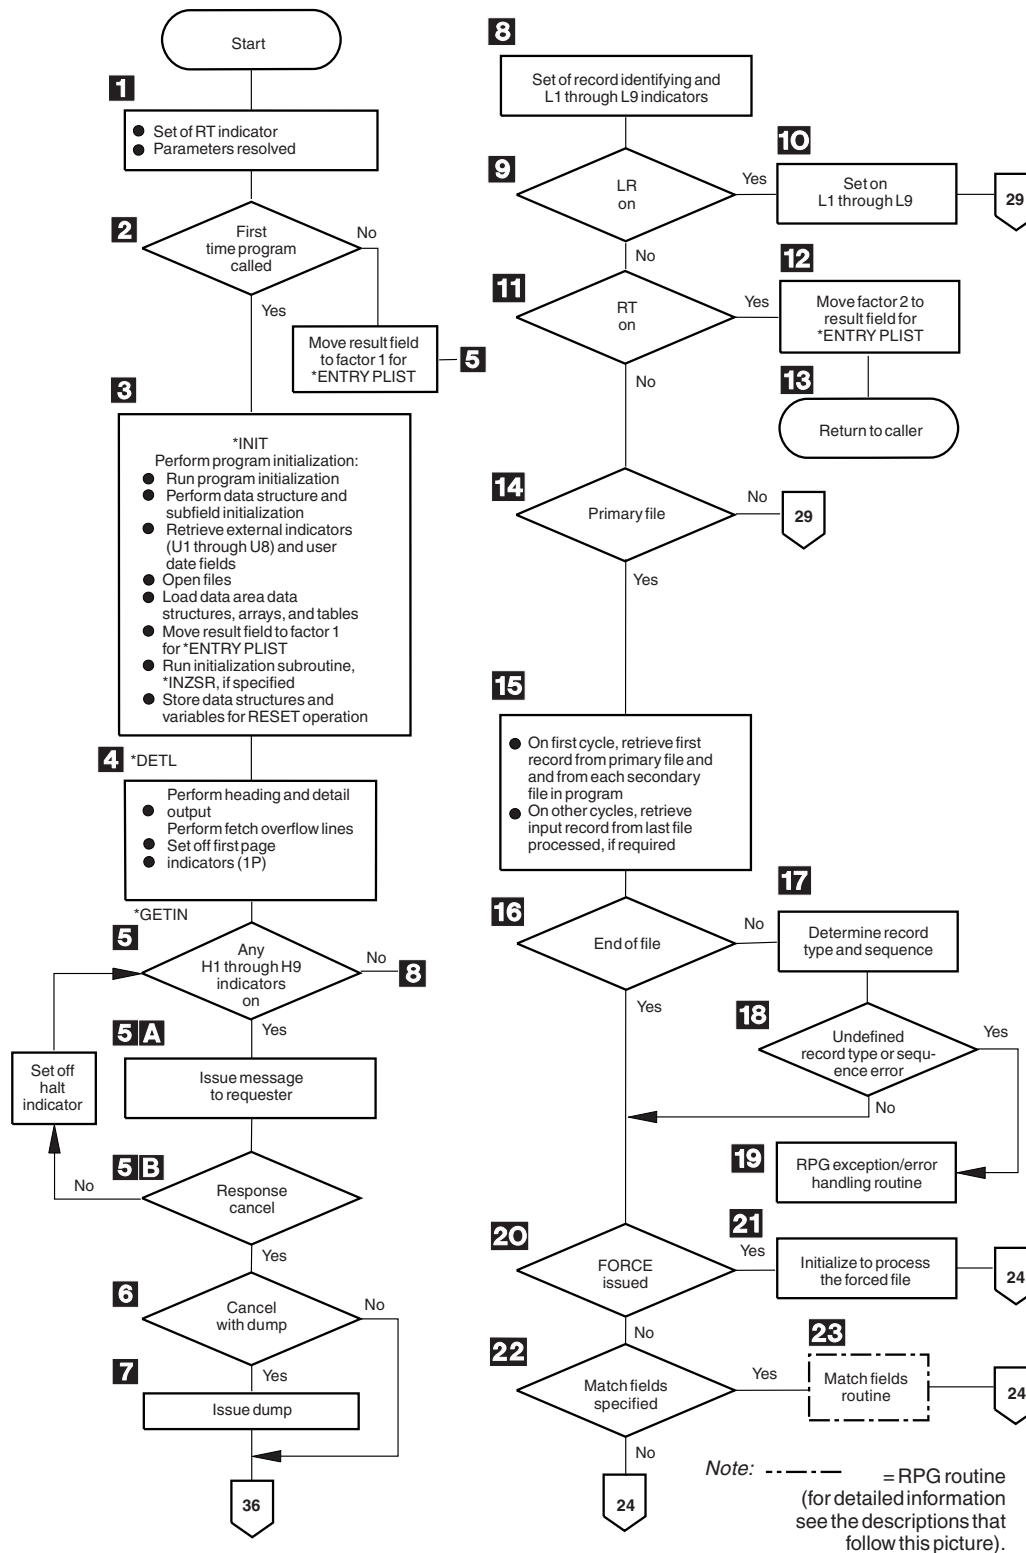 Start
1
Set of RT indicator
Parameters resolved
2
First
time program
called
No
Yes
Move result field
to factor 1 for
*ENTRY PLIST
5
3
*INIT
Perform program initialization:
Run program initialization
Perform data structure and
subfield initialization
Retrieve external indicators
(U1 through U8) and user
date fields
Open files
Load data area data
structures, arrays, and tables
Move result field to factor 1
for *ENTRY PLIST
Run initialization subroutine,
*INZSR, if specified
Store data structures and
variables for RESET operation
4 *DETL
Perform heading and detail
output
Perform fetch overflow lines
Set off first page
indicators (1P)
*GETIN
5
Any
H1 through H9
indicators
on
No
8
Yes
5 A
Issue message
to requester
Set off
halt
indicator
5 B
No
Response
cancel
Yes
6
Cancel
with dump
No
Yes
7
Issue dump
36
8
Set of record identifying and
L1 through L9 indicators
9
LR
on
Yes
10
Set on
L1 through L9
29
No
11
RT
on
Yes
12
Move factor 2 to
result field for
*ENTRY PLIST
No
13
Return to caller
14
Primary file
No
29
Yes
15
On first cycle, retrieve first
record from primary file and
and from each secondary
file in program
On other cycles, retrieve
input record from last file
processed, if required
16
End of file
No
17
Determine record
type and sequence
Yes
18
Undefined
record type or sequ-
ence error
Yes
No
19
RPG exception/error
handling routine
20
FORCE
issued
Yes
21
Initialize to process
the forced file
24
No
22
Match fields
specified
Yes
23
Match fields
routine
24
No
24
Note:
= RPG routine
(for detailed information
see the descriptions that
follow this picture).